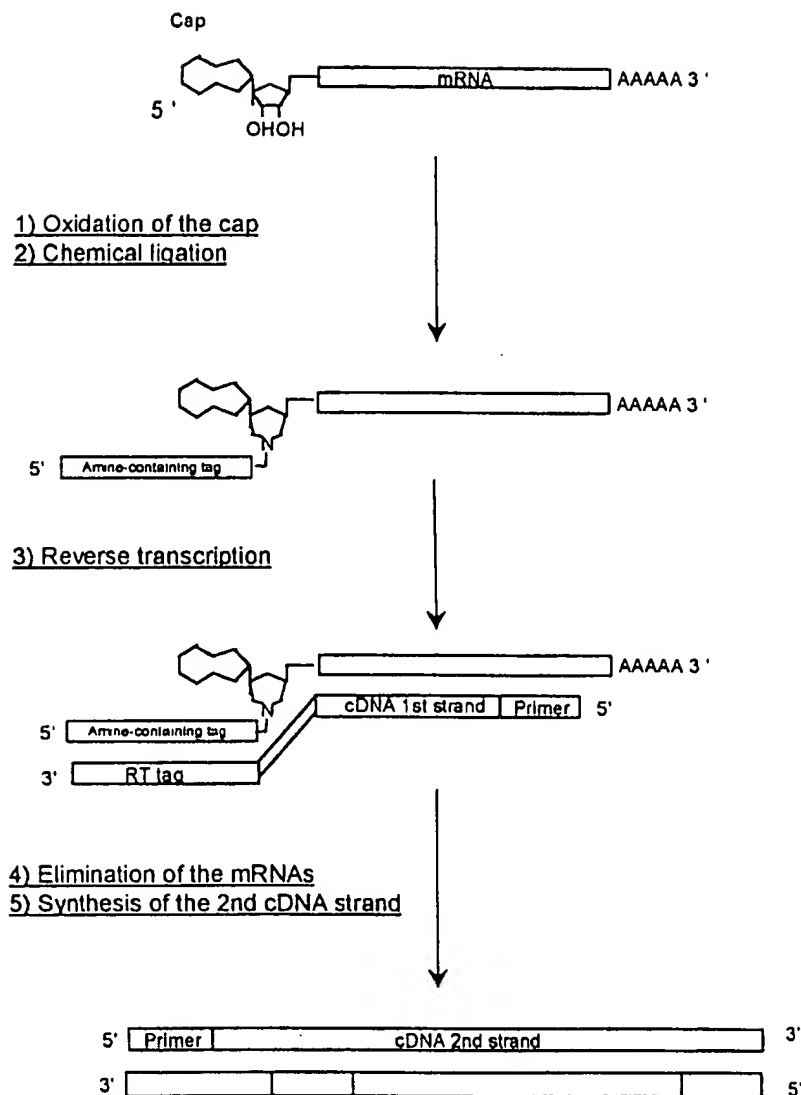 Cap
mRNA AAAAA 3 '
5 '
OHOH
1) Oxidation of the cap
2) Chemical ligation
AAAAA 3 '
N
5' Amine-containing tag
3) Reverse transcription
AAAAA 3 '
N
cDNA 1st strand Primer 5'
5' Amine-containing tag
3' RT tag
4) Elimination of the mRNAs
5) Synthesis of the 2nd cDNA strand
5' Primer cDNA 2nd strand 3'
3' 5'